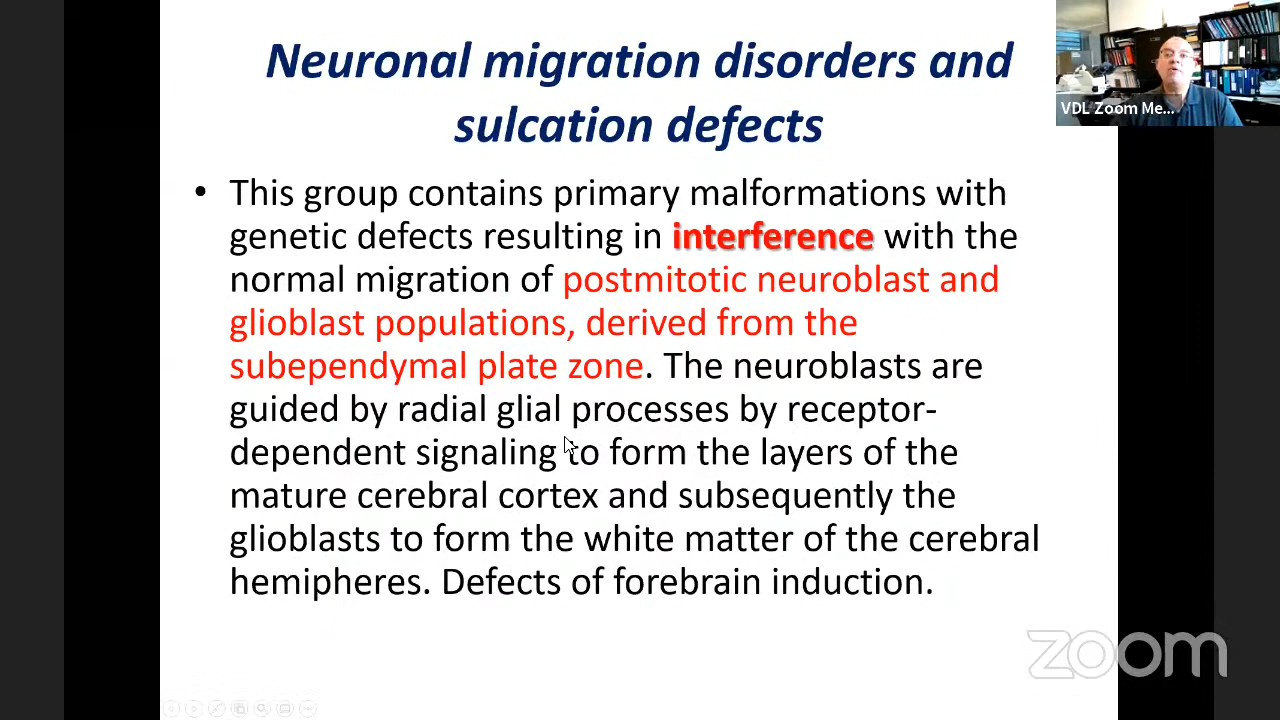 Neuronal migration disorders and
sulcation defects
VDL Zoom Me...
• This group contains primary malformations with
genetic defects resulting in interference with the
normal migration of postmitotic neuroblast and
glioblast populations, derived from the
subependymal plate zone. The neuroblasts are
guided by radial glial processes by receptor-
dependent signaling to form the layers of the
mature cerebral cortex and subsequently the
glioblasts to form the white matter of the cerebral
hemipheres. Defects of forebrain induction.
zoom